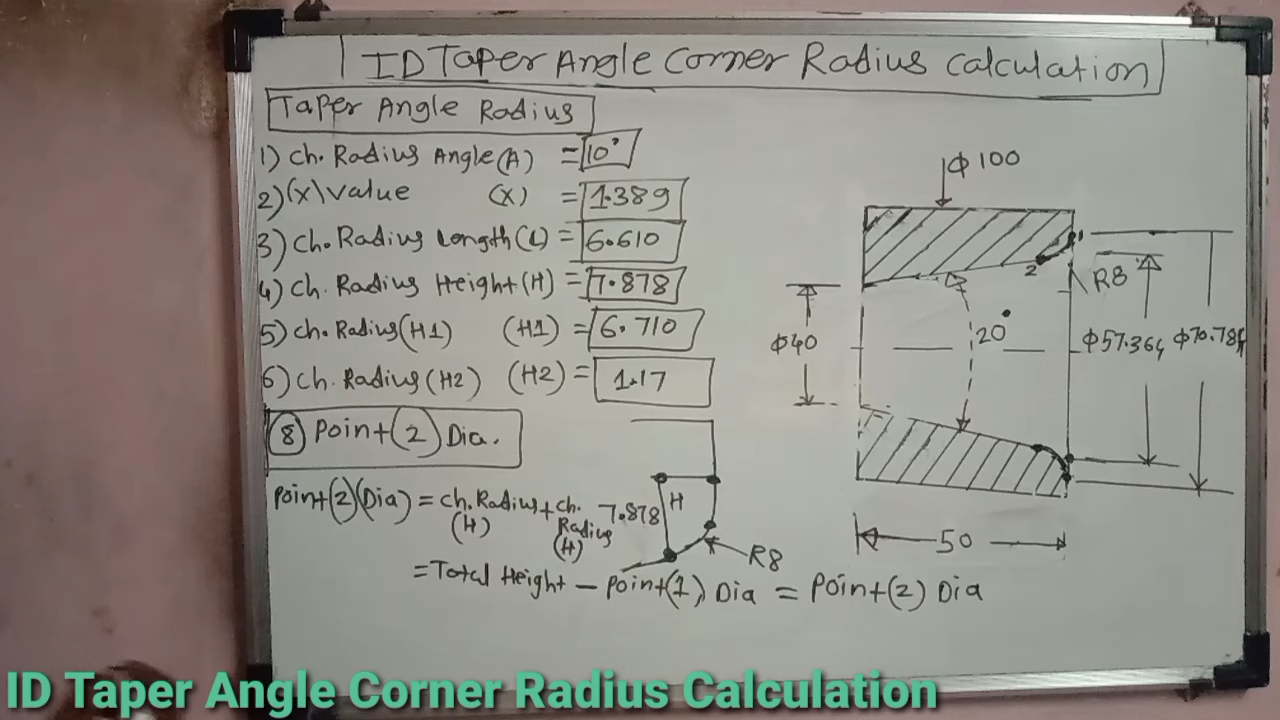 ID Taper Angle Corner Radius Calculation
Taper Angle Radius
1) Ch. Radius Angle(A) = 10°
2) (X) Value (X) = 1.389
3) Ch. Radius Length(L) = 6.610
4) Ch. Radius Height(H) = 7.878
5) Ch. Radius(H1) (H1) = 6.710
6) Ch. Radius(H2) (H2) = 1.17
8 Point(2) Dia.
Point(2)(Dia) = Ch. Radius(H) + Ch. Radius(H)
= Total Height - Point(1) Dia = Point(2) Dia
7.878 H
R8
ϕ100
1
2
R8
20°
ϕ40
ϕ57.364
ϕ70.784
50
ID Taper Angle Corner Radius Calculation